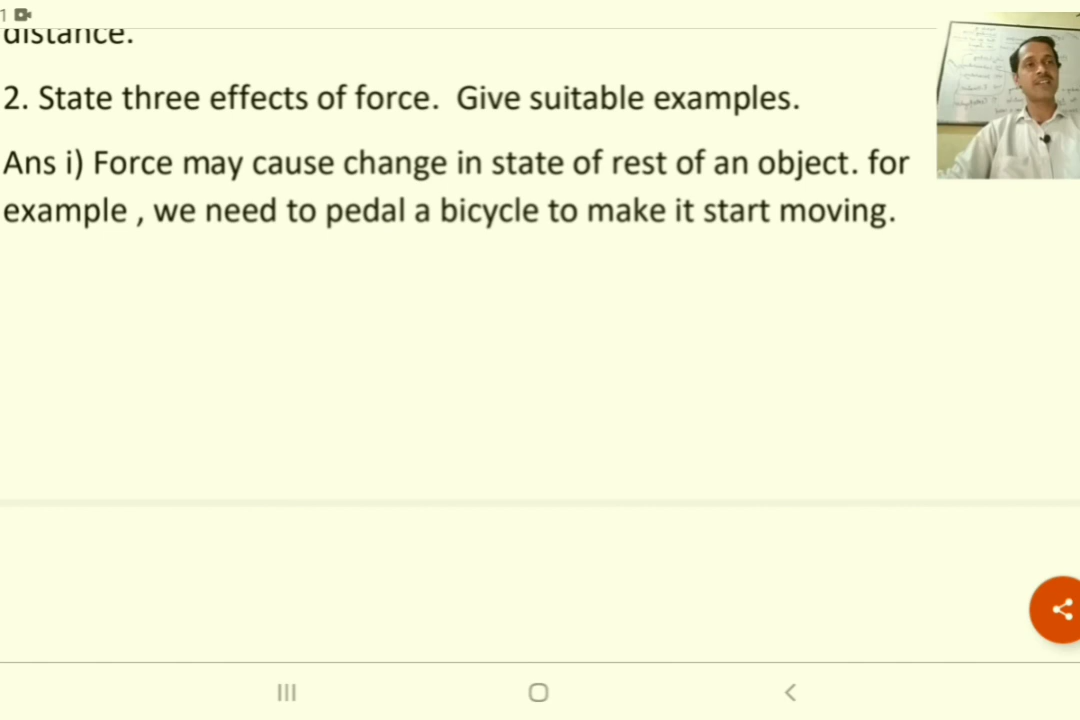 1
distance.
2. State three effects of force. Give suitable examples.
Ans i) Force may cause change in state of rest of an object. for
example , we need to pedal a bicycle to make it start moving.